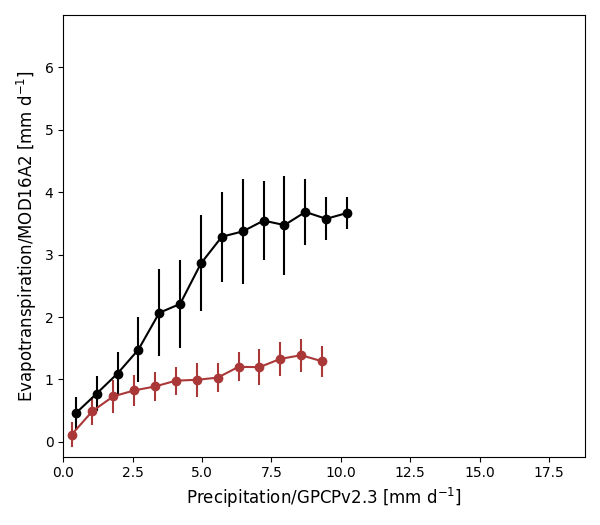 6
5
4
3
2
1
0
0.0 2.5 5.0 7.5 10.0 12.5 15.0 17.5
Precipitation/GPCPv2.3 [mm d⁻¹]
Evapotranspiration/MOD16A2 [mm d⁻¹]